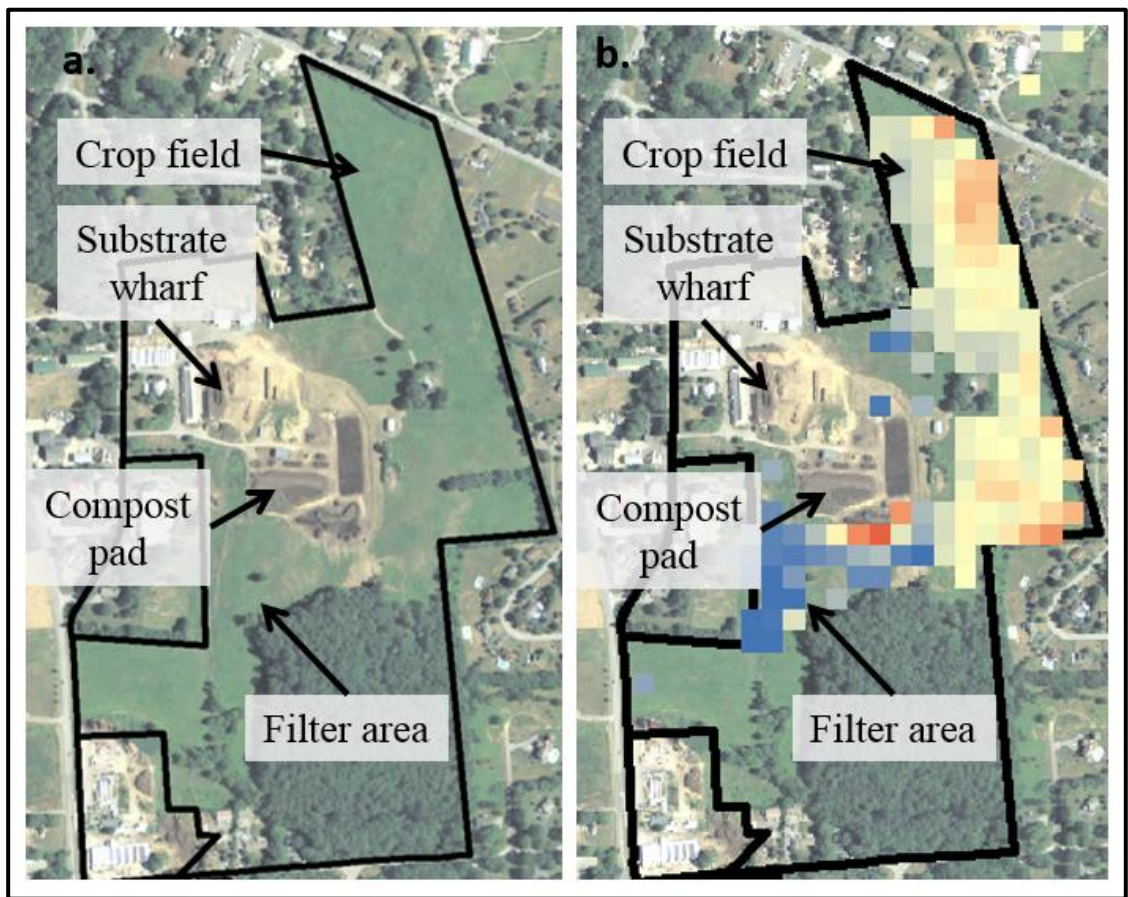 a.
Crop field
Substrate
wharf
Compost
pad
Filter area
b.
Crop field
Substrate
wharf
Compost
pad
Filter area